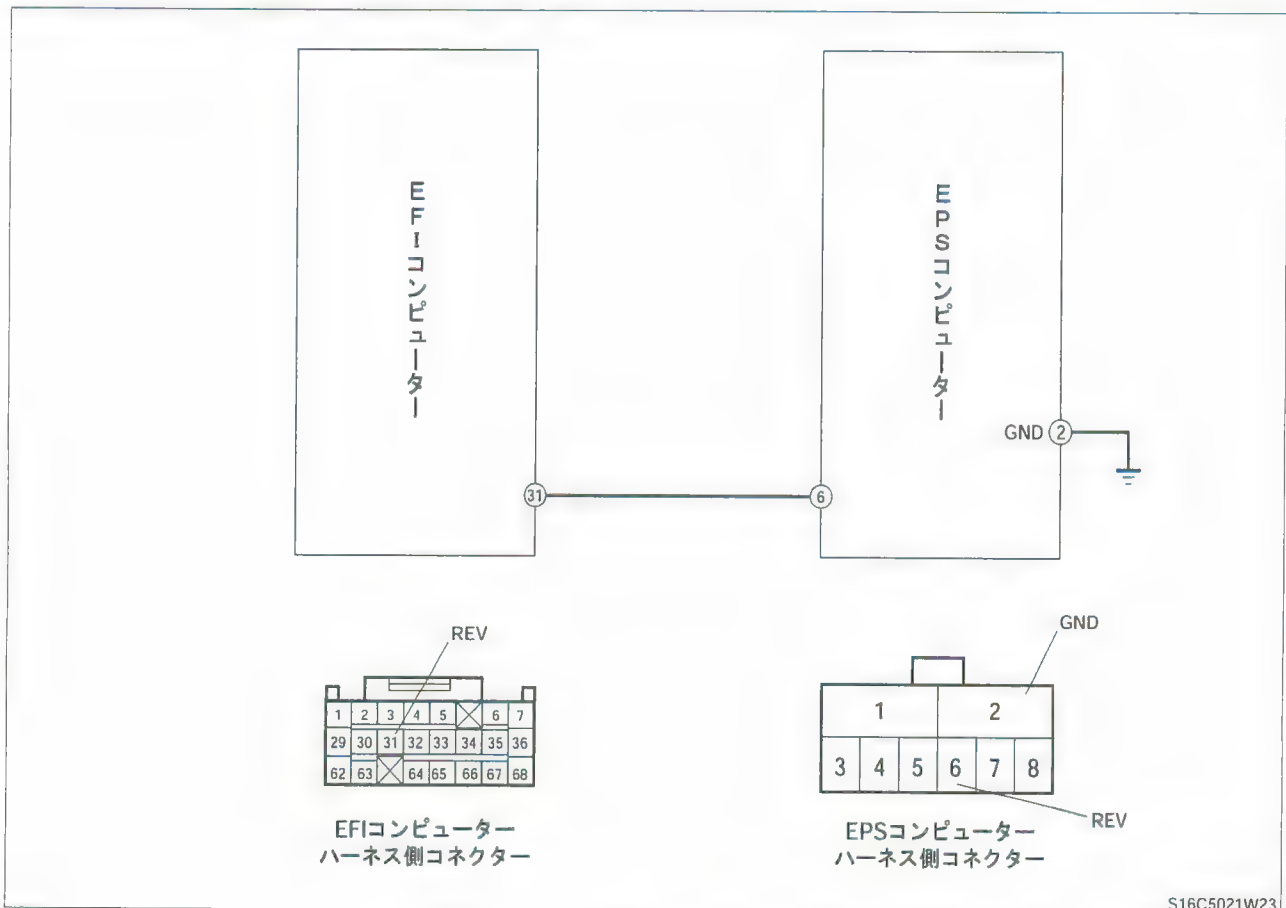 EFIコンピューター
EPSコンピューター
GND 2
31 6
REV
1 2 3 4 5 6 7
29 30 31 32 33 34 35 36
62 63 64 65 66 67 68
EFIコンピューター
ハーネス側コネクター
GND
1 2
3 4 5 6 7 8
REV
EPSコンピューター
ハーネス側コネクター
S16C5021W23